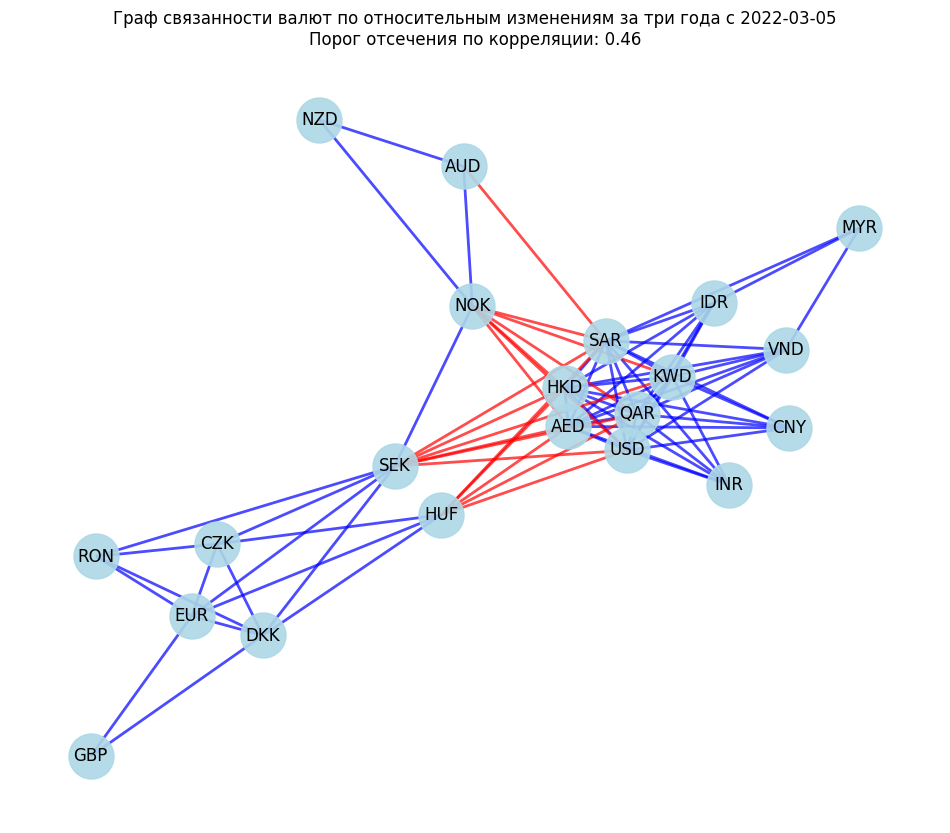 Граф связанности валют по относительным изменениям за три года с 2022-03-05
Порог отсечения по корреляции: 0.46
NZD
AUD
MYR
NOK
IDR
SAR
VND
KWD
HKD
QAR
AED
CNY
USD
SEK
INR
HUF
CZK
RON
EUR
DKK
GBP